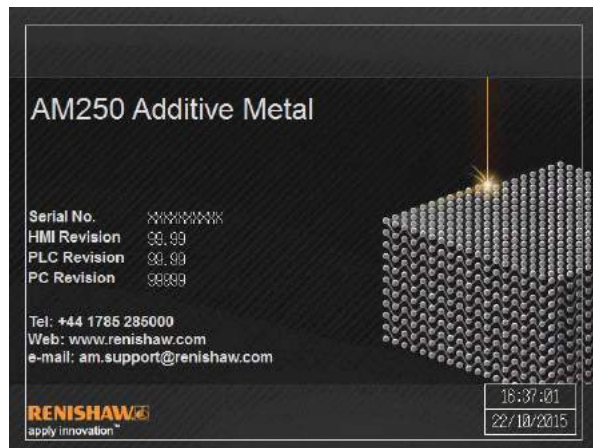 AM250 Additive Metal
Serial No. XXXXXXXXX
HMI Revision 99.99
PLC Revision 99.99
PC Revision 99999
Tel: +44 1785 285000
Web: www.renishaw.com
e-mail: am.support@renishaw.com
RENISHAW
apply innovation™
16:37:01
22/10/2015